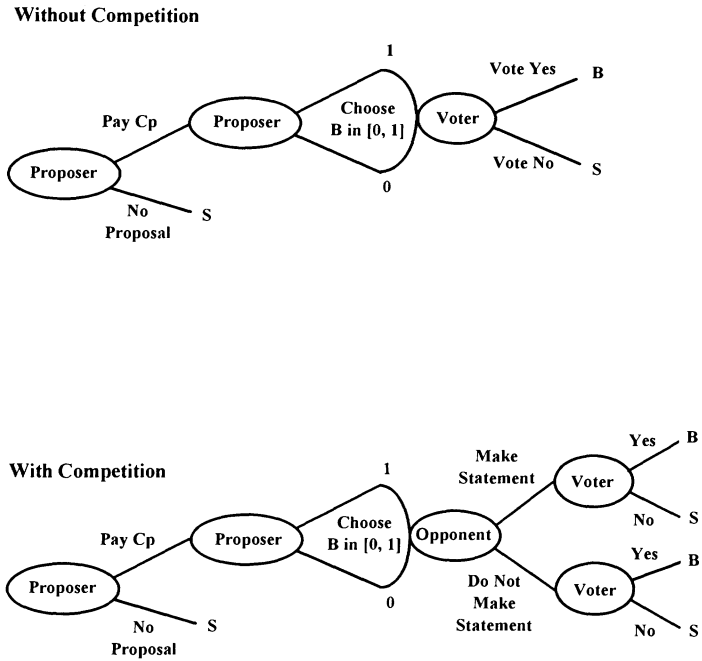 Without Competition
1
Vote Yes
B
Pay Cp
Proposer
Choose
B in [0, 1]
Voter
Proposer
Vote No
S
0
No
Proposal
S
With Competition
1
Make
Statement
Voter
Yes
B
No
S
Pay Cp
Proposer
Choose
B in [0, 1]
Opponent
Proposer
Do Not
Make
Statement
Voter
Yes
B
No
S
0
No
Proposal
S